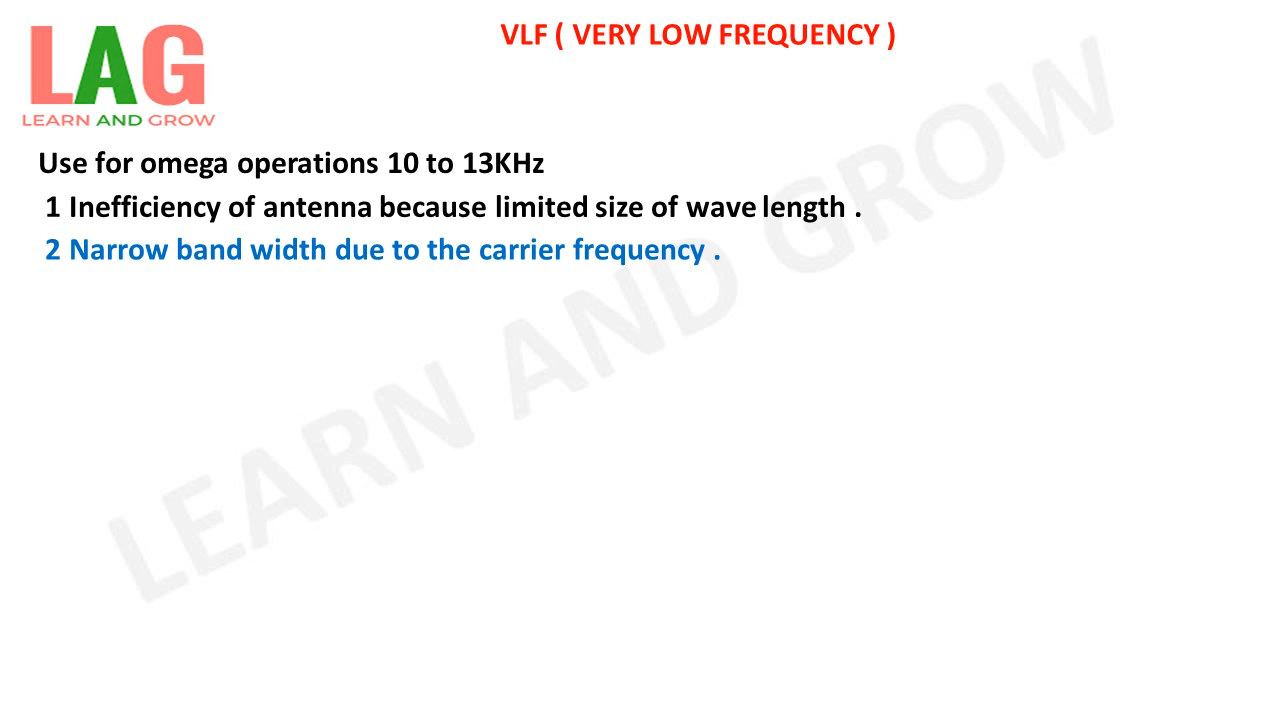 LAG
LEARN AND GROW
VLF ( VERY LOW FREQUENCY )
Use for omega operations 10 to 13KHz
1 Inefficiency of antenna because limited size of wave length .
2 Narrow band width due to the carrier frequency .
LEARN AND GROW